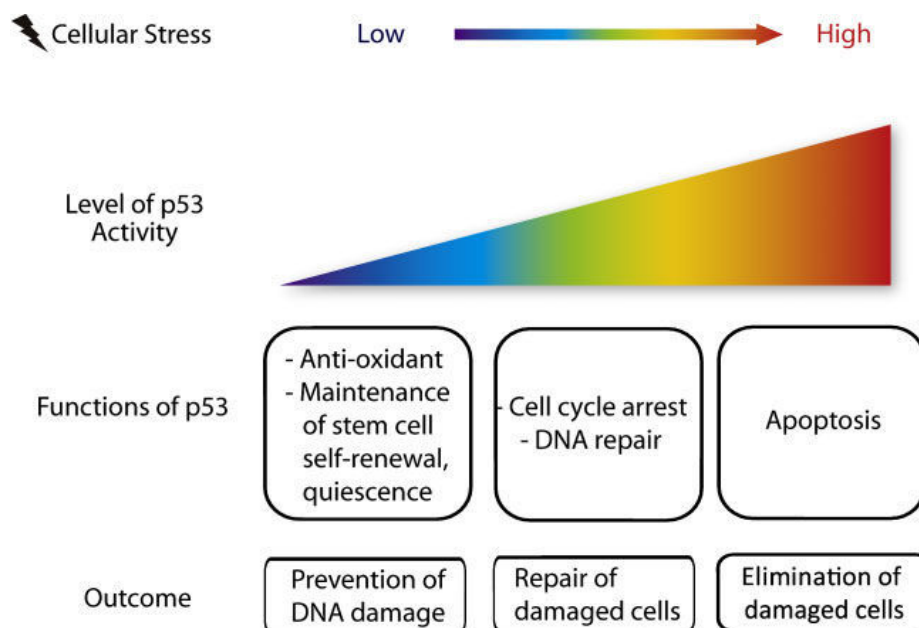 Cellular Stress Low High
Level of p53
Activity
Functions of p53
- Anti-oxidant
- Maintenance
of stem cell
self-renewal,
quiescence
- Cell cycle arrest
- DNA repair
Apoptosis
Outcome
Prevention of
DNA damage
Repair of
damaged cells
Elimination of
damaged cells